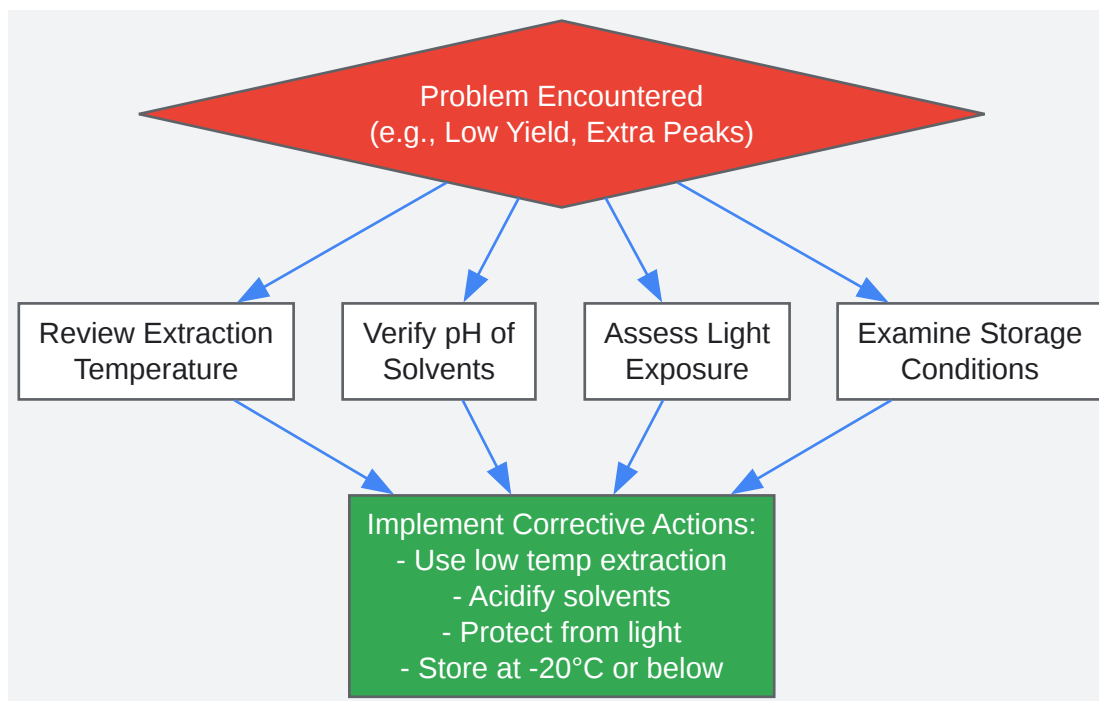 Problem Encountered
(e.g., Low Yield, Extra Peaks)
Review Extraction
Temperature
Verify pH of
Solvents
Assess Light
Exposure
Examine Storage
Conditions
Implement Corrective Actions:
- Use low temp extraction
- Acidify solvents
- Protect from light
- Store at -20°C or below